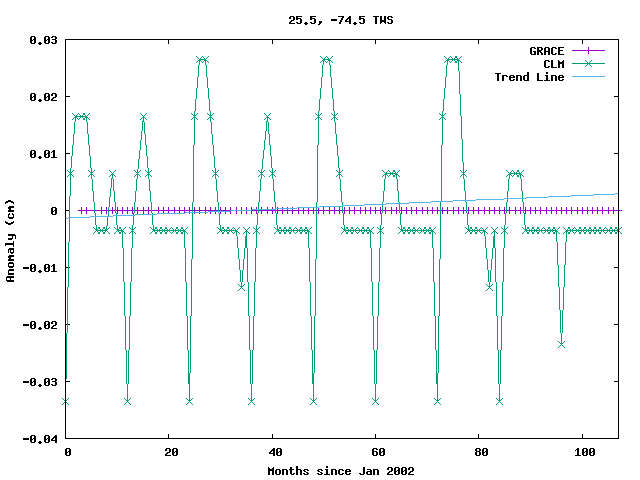 25.5, -74.5 TWS
GRACE
CLM
Trend Line
0.03
0.02
0.01
0
-0.01
-0.02
-0.03
-0.04
Anomaly (cm)
0 20 40 60 80 100
Months since Jan 2002